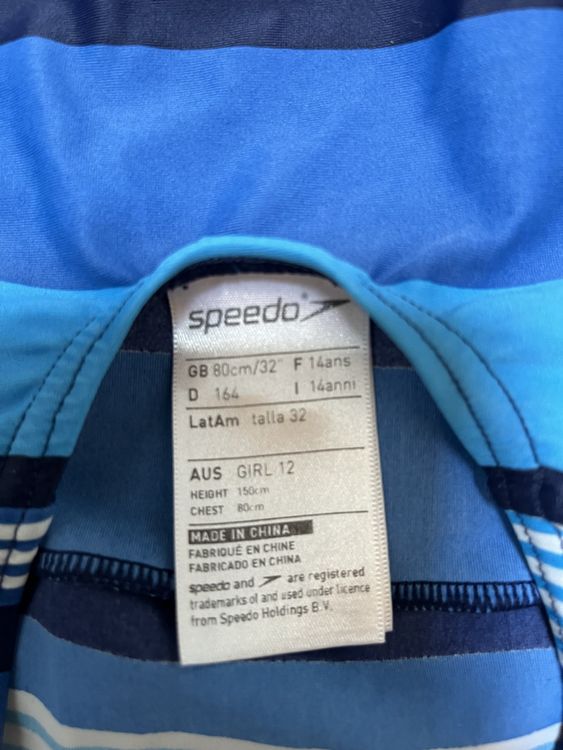 speedo
GB 80cm/32" F 14ans
D 164 I 14anni
LatAm talla 32
AUS GIRL 12
HEIGHT 150cm
CHEST 80cm
MADE IN CHINA
FABRIQUÉ EN CHINE
FABRICADO EN CHINA
speedo and are registered
trademarks of and used under licence
from Speedo Holdings B.V.